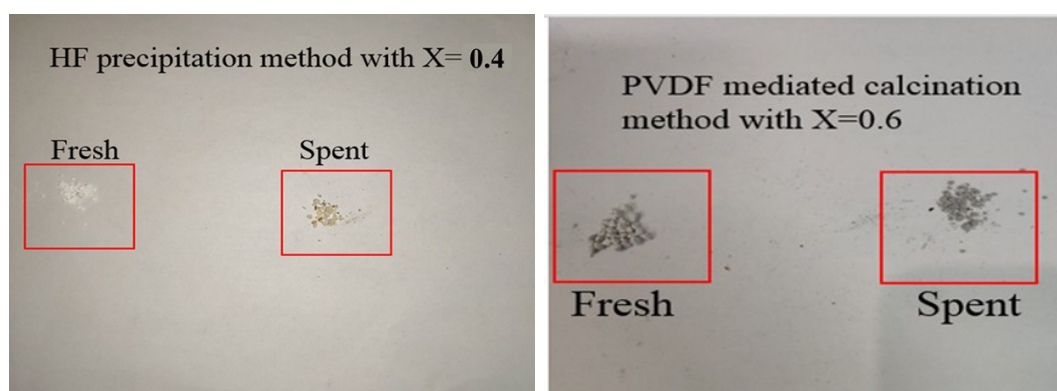 HF precipitation method with X= 0.4
Fresh
Spent
PVDF mediated calcination
method with X=0.6
Fresh
Spent